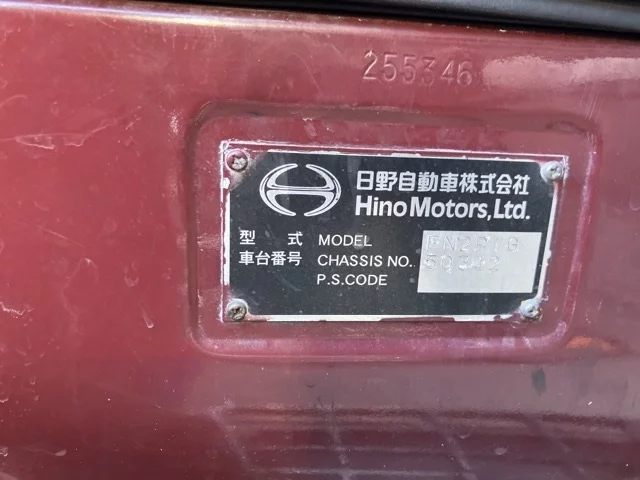 255346
日野自動車株式会社
Hino Motors, Ltd.
型 式 MODEL
車台番号 CHASSIS NO.
P.S.CODE